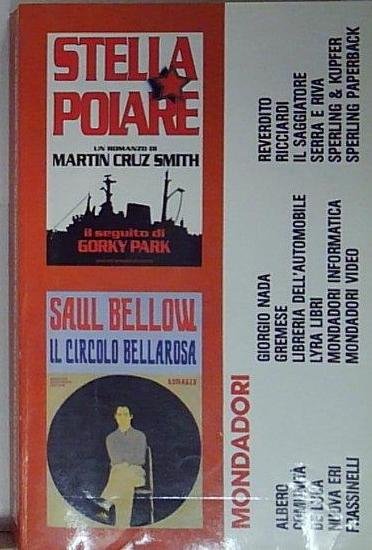 STELLA
POLARE
UN ROMANZO DI
MARTIN CRUZ SMITH
il seguito di
GORKY PARK
SAUL BELLOW
IL CIRCOLO BELLAROSA
ROMANZO
MONDADORI
ALBERO
COMUNITÀ
DE LUCA
NUOVA ERI
FRASSINELLI
GIORGIO NADA
GREMESE
LIBRERIA DELL'AUTOMOBILE
LYRA LIBRI
MONDADORI INFORMATICA
MONDADORI VIDEO
REVERDITO
RICCIARDI
IL SAGGIATORE
SERRA E RIVA
SPERLING & KUPFER
SPERLING PAPERBACK